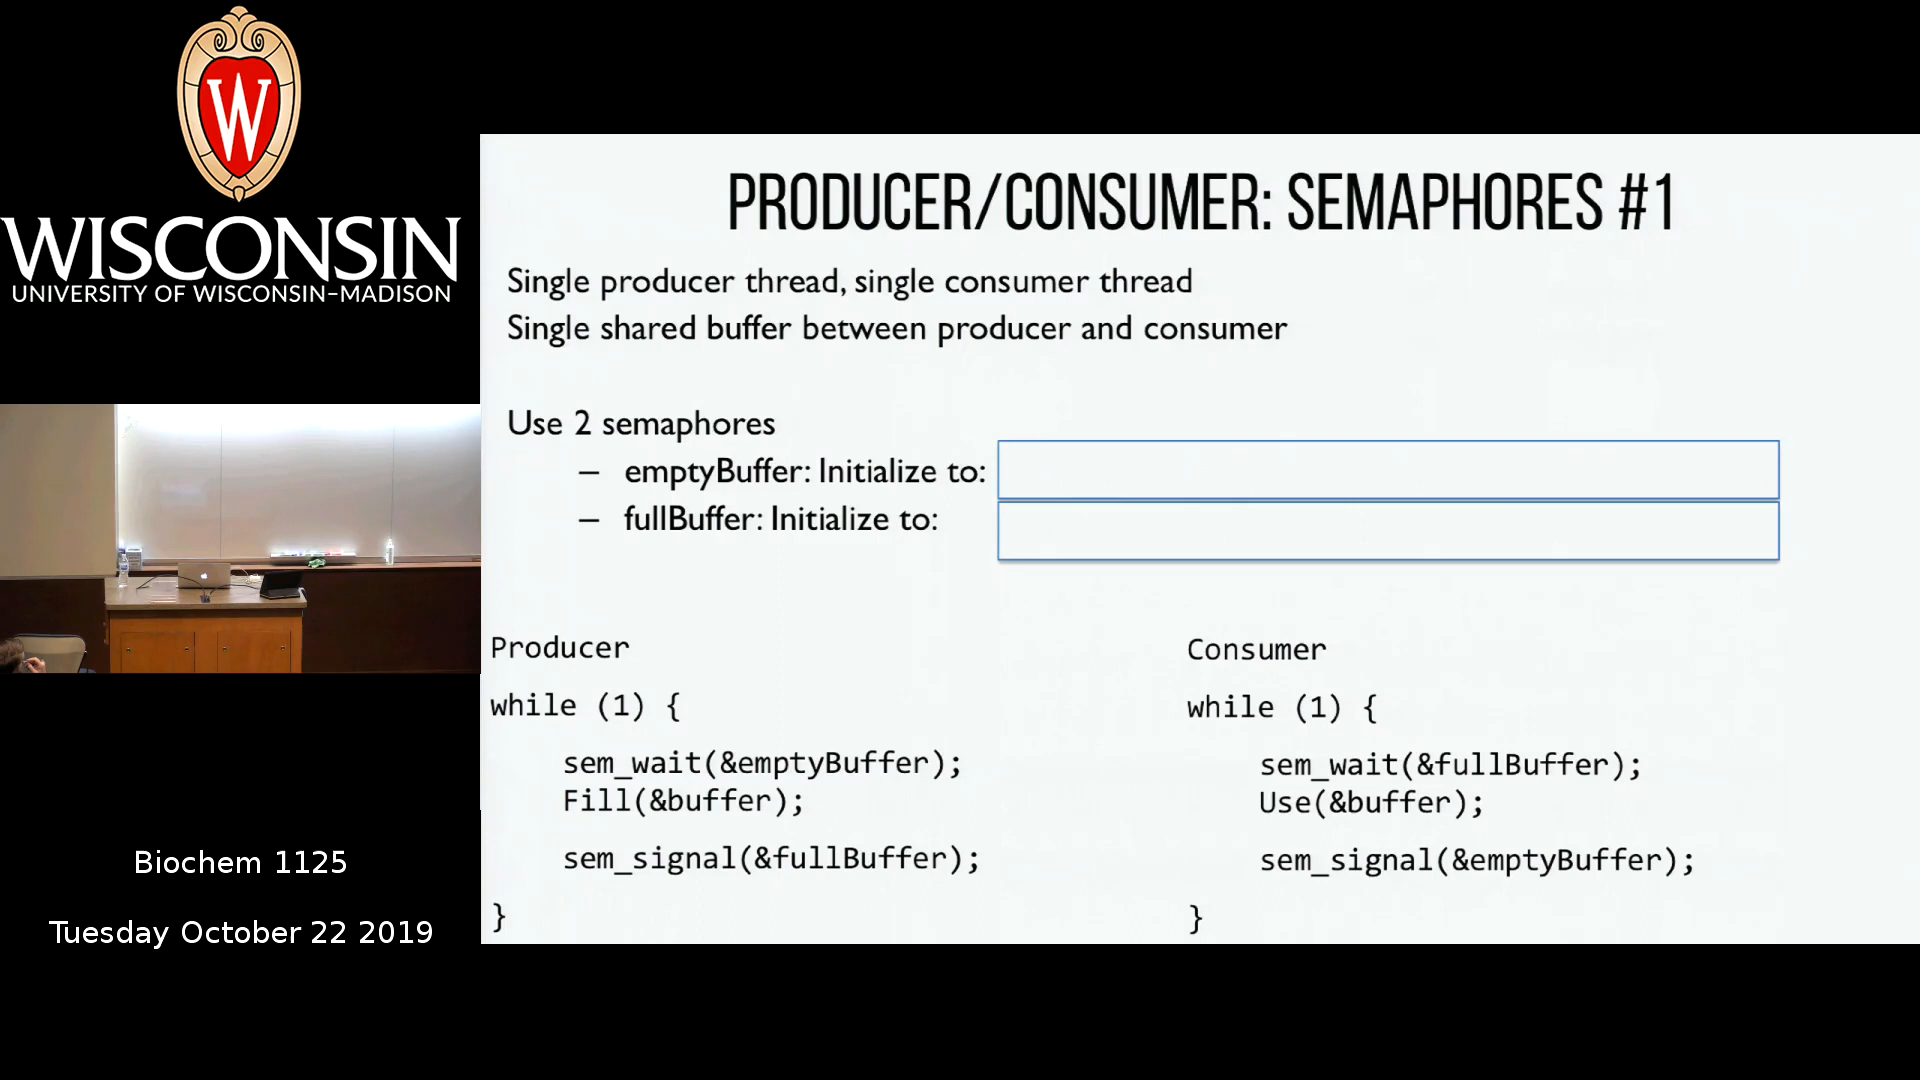 W
WISCONSIN
UNIVERSITY OF WISCONSIN-MADISON
Biochem 1125
Tuesday October 22 2019
PRODUCER/CONSUMER: SEMAPHORES #1
Single producer thread, single consumer thread
Single shared buffer between producer and consumer
Use 2 semaphores
– emptyBuffer: Initialize to:
– fullBuffer: Initialize to:
Producer
while (1) {
sem_wait(&emptyBuffer);
Fill(&buffer);
sem_signal(&fullBuffer);
}
Consumer
while (1) {
sem_wait(&fullBuffer);
Use(&buffer);
sem_signal(&emptyBuffer);
}